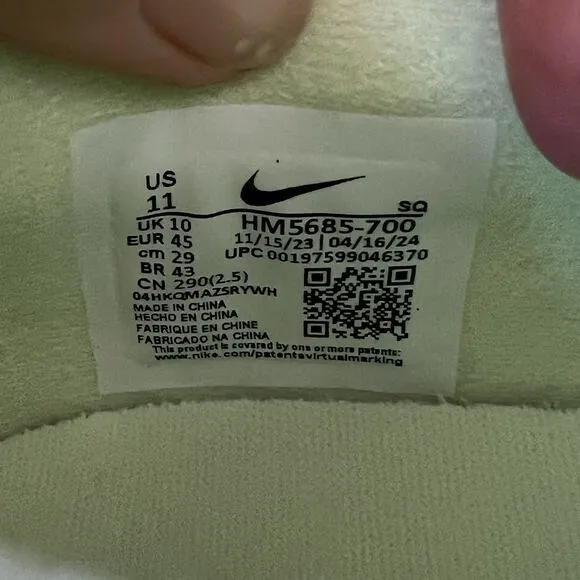 US
11
SQ
UK 10
HM5685-700
EUR 45
11/15/23 | 04/16/24
cm 29
UPC 00197599046370
BR 43
CN 290(2.5)
04HKQMAZSRYWH
MADE IN CHINA
HECHO EN CHINA
FABRIQUE EN CHINE
FABRICADO NA CHINA
This product is covered by one or more patents:
www.nike.com/patentsvirtualmarking